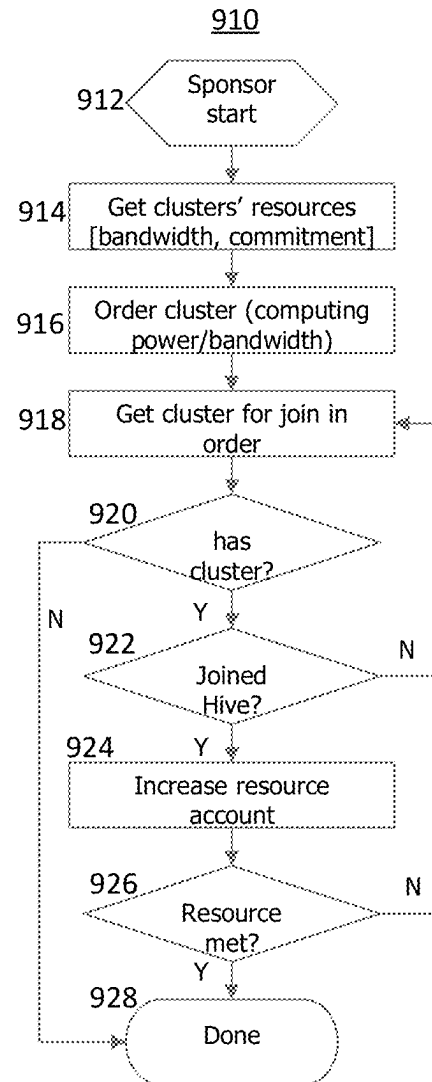 910
912
Sponsor
start
914
Get clusters' resources
[bandwidth, commitment]
916
Order cluster (computing
power/bandwidth)
918
Get cluster for join in
order
920
has
cluster?
N
Y
922
Joined
Hive?
N
924
Y
Increase resource
account
926
Resource
met?
N
Y
928
Done